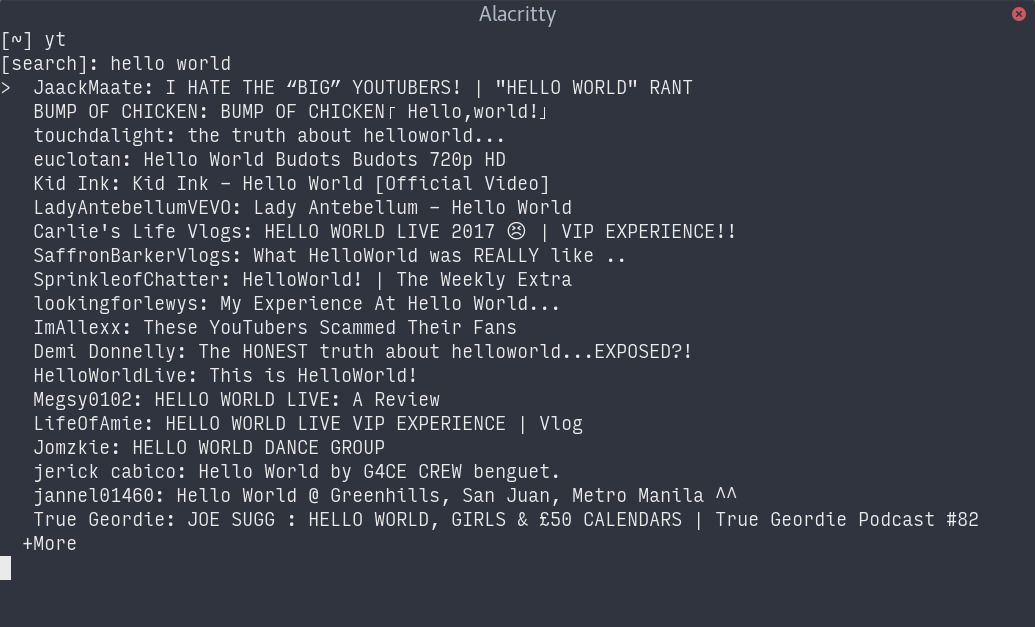 Alacritty
[~] yt
[search]: hello world
> JaackMaate: I HATE THE “BIG” YOUTUBERS! | "HELLO WORLD" RANT
BUMP OF CHICKEN: BUMP OF CHICKEN｢ Hello,world!｣
touchdalight: the truth about helloworld...
euclotan: Hello World Budots Budots 720p HD
Kid Ink: Kid Ink – Hello World [Official Video]
LadyAntebellumVEVO: Lady Antebellum – Hello World
Carlie's Life Vlogs: HELLO WORLD LIVE 2017 😣 | VIP EXPERIENCE!!
SaffronBarkerVlogs: What HelloWorld was REALLY like ..
SprinkleofChatter: HelloWorld! | The Weekly Extra
lookingforlewys: My Experience At Hello World...
ImAllexx: These YouTubers Scammed Their Fans
Demi Donnelly: The HONEST truth about helloworld...EXPOSED?!
HelloWorldLive: This is HelloWorld!
Megsy0102: HELLO WORLD LIVE: A Review
LifeOfAmie: HELLO WORLD LIVE VIP EXPERIENCE | Vlog
Jomzkie: HELLO WORLD DANCE GROUP
jerick cabico: Hello World by G4CE CREW benguet.
jannel01460: Hello World @ Greenhills, San Juan, Metro Manila ^^
True Geordie: JOE SUGG : HELLO WORLD, GIRLS & £50 CALENDARS | True Geordie Podcast #82
+More